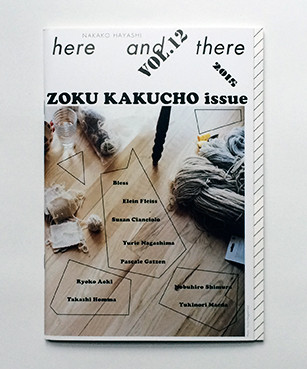 NAKAKO HAYASHI
here and there
VOL.12
2015
ZOKU KAKUCHO issue
Bless
Elein Fleiss
Susan Cianciolo
Yurie Nagashima
Pascale Gatzen
Ryoko Aoki
Takashi Homma
Nobuhiro Shimura
Yukinori Maeda